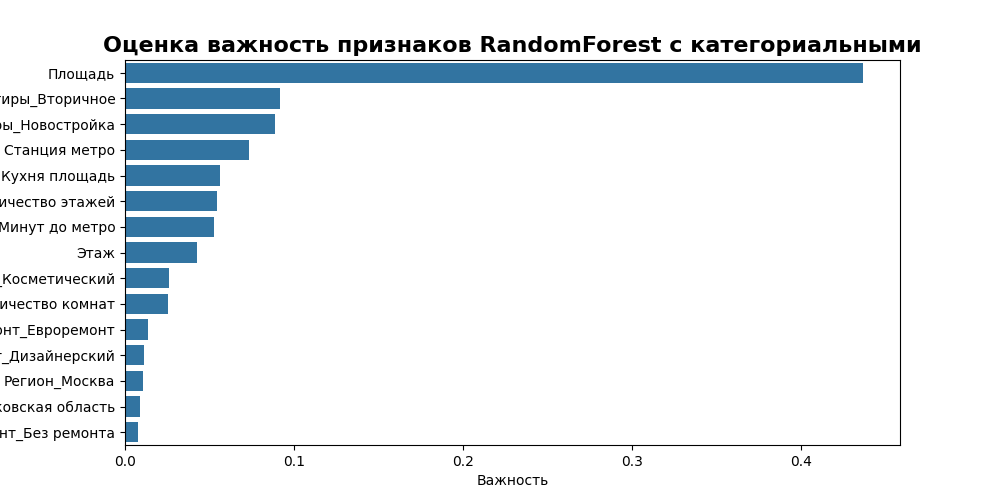 Оценка важность признаков RandomForest с категориальными
Площадь
тиры_Вторичное
ры_Новостройка
Станция метро
Кухня площадь
ичество этажей
Минут до метро
Этаж
_Косметический
ичество комнат
онт_Евроремонт
т_Дизайнерский
Регион_Москва
ковская область
нт_Без ремонта
0.0 0.1 0.2 0.3 0.4
Важность